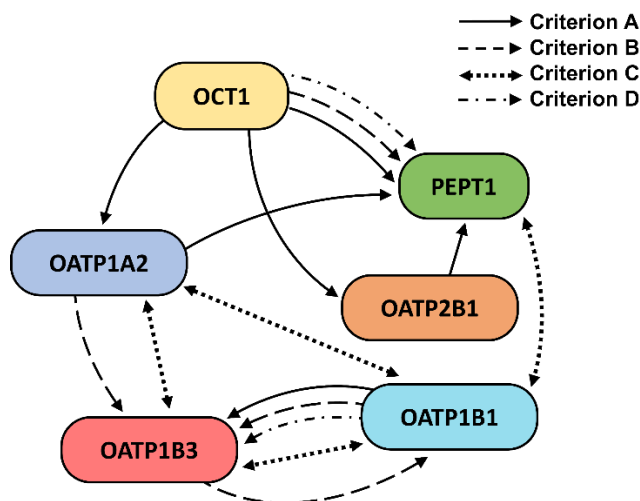 Criterion A
Criterion B
Criterion C
Criterion D
OCT1
PEPT1
OATP1A2
OATP2B1
OATP1B1
OATP1B3